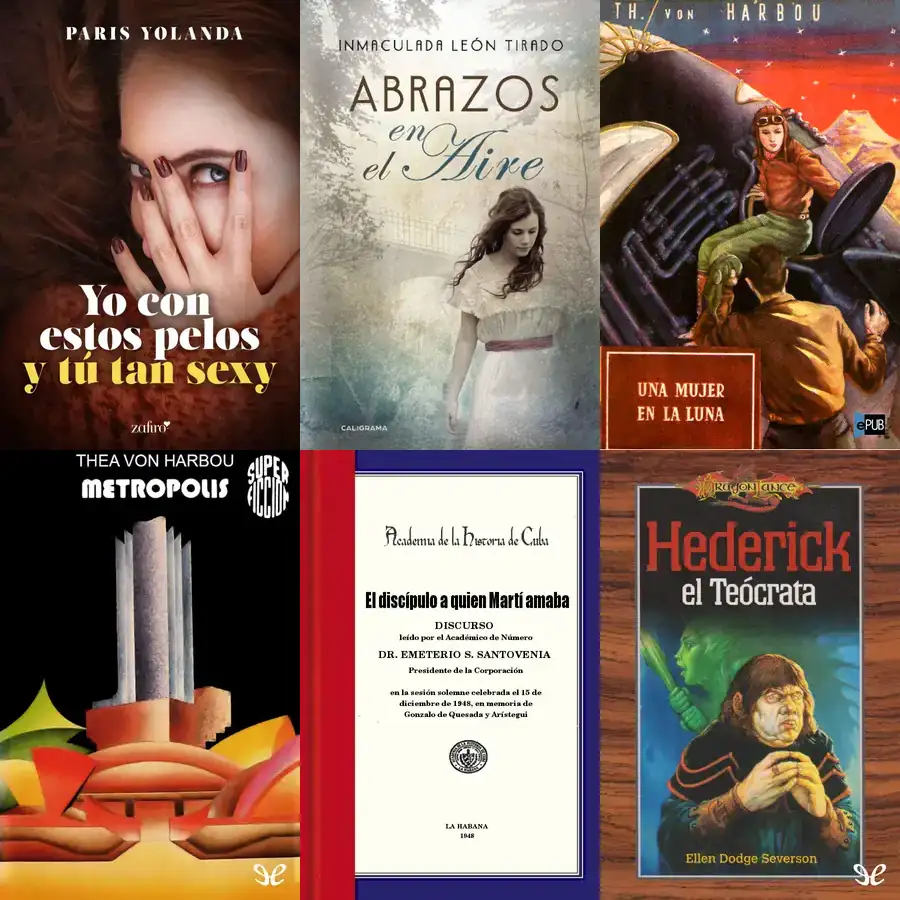 PARIS YOLANDA
Yo con
estos pelos
y tú tan sexy
zafiro
INMACULADA LEÓN TIRADO
ABRAZOS
en
el Aire
CALIGRAMA
TH. VON HARBOU
UNA MUJER
EN LA LUNA
ePUB
THEA VON HARBOU
METROPOLIS
SUPER
FICCION
Academia de la Historia de Cuba
El discípulo a quien Martí amaba
DISCURSO
leído por el Académico de Número
DR. EMETERIO S. SANTOVENIA
Presidente de la Corporación
en la sesión solemne celebrada el 15 de
diciembre de 1948, en memoria de
Gonzalo de Quesada y Arístegui
LA HABANA
1948
DragonLance
Hederick
el Teócrata
Ellen Dodge Severson